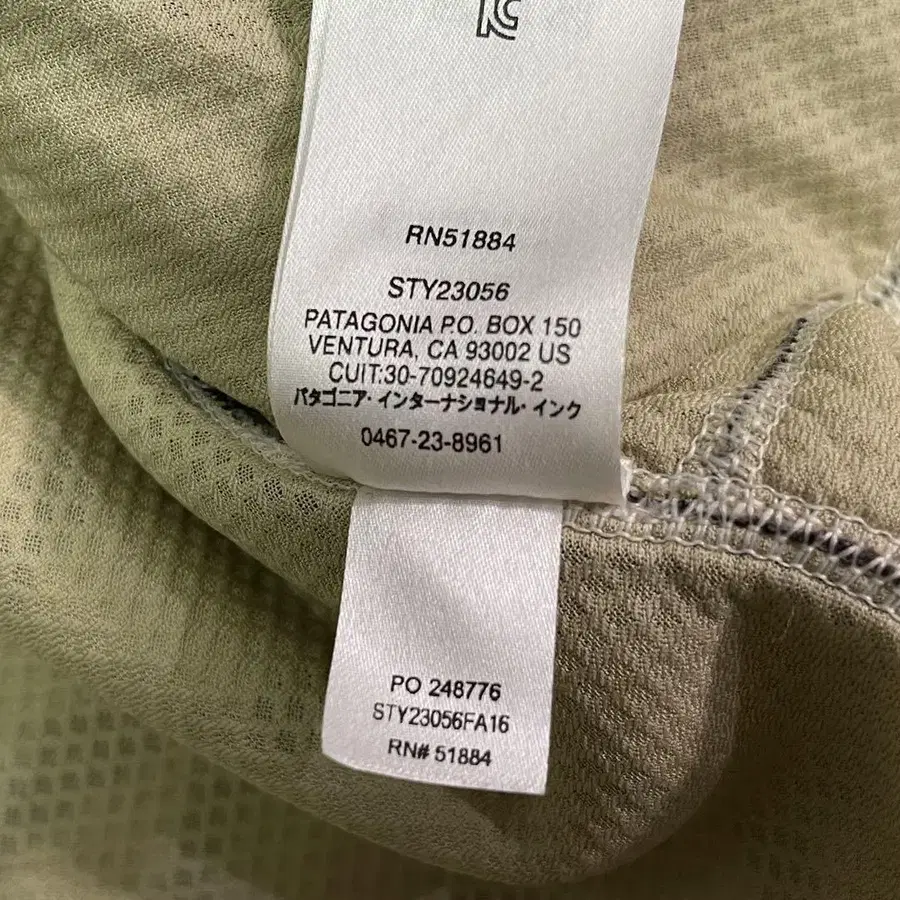 RN51884
STY23056
PATAGONIA P.O. BOX 150
VENTURA, CA 93002 US
CUIT:30-70924649-2
パタゴニア・インターナショナル・インク
0467-23-8961
PO 248776
STY23056FA16
RN# 51884